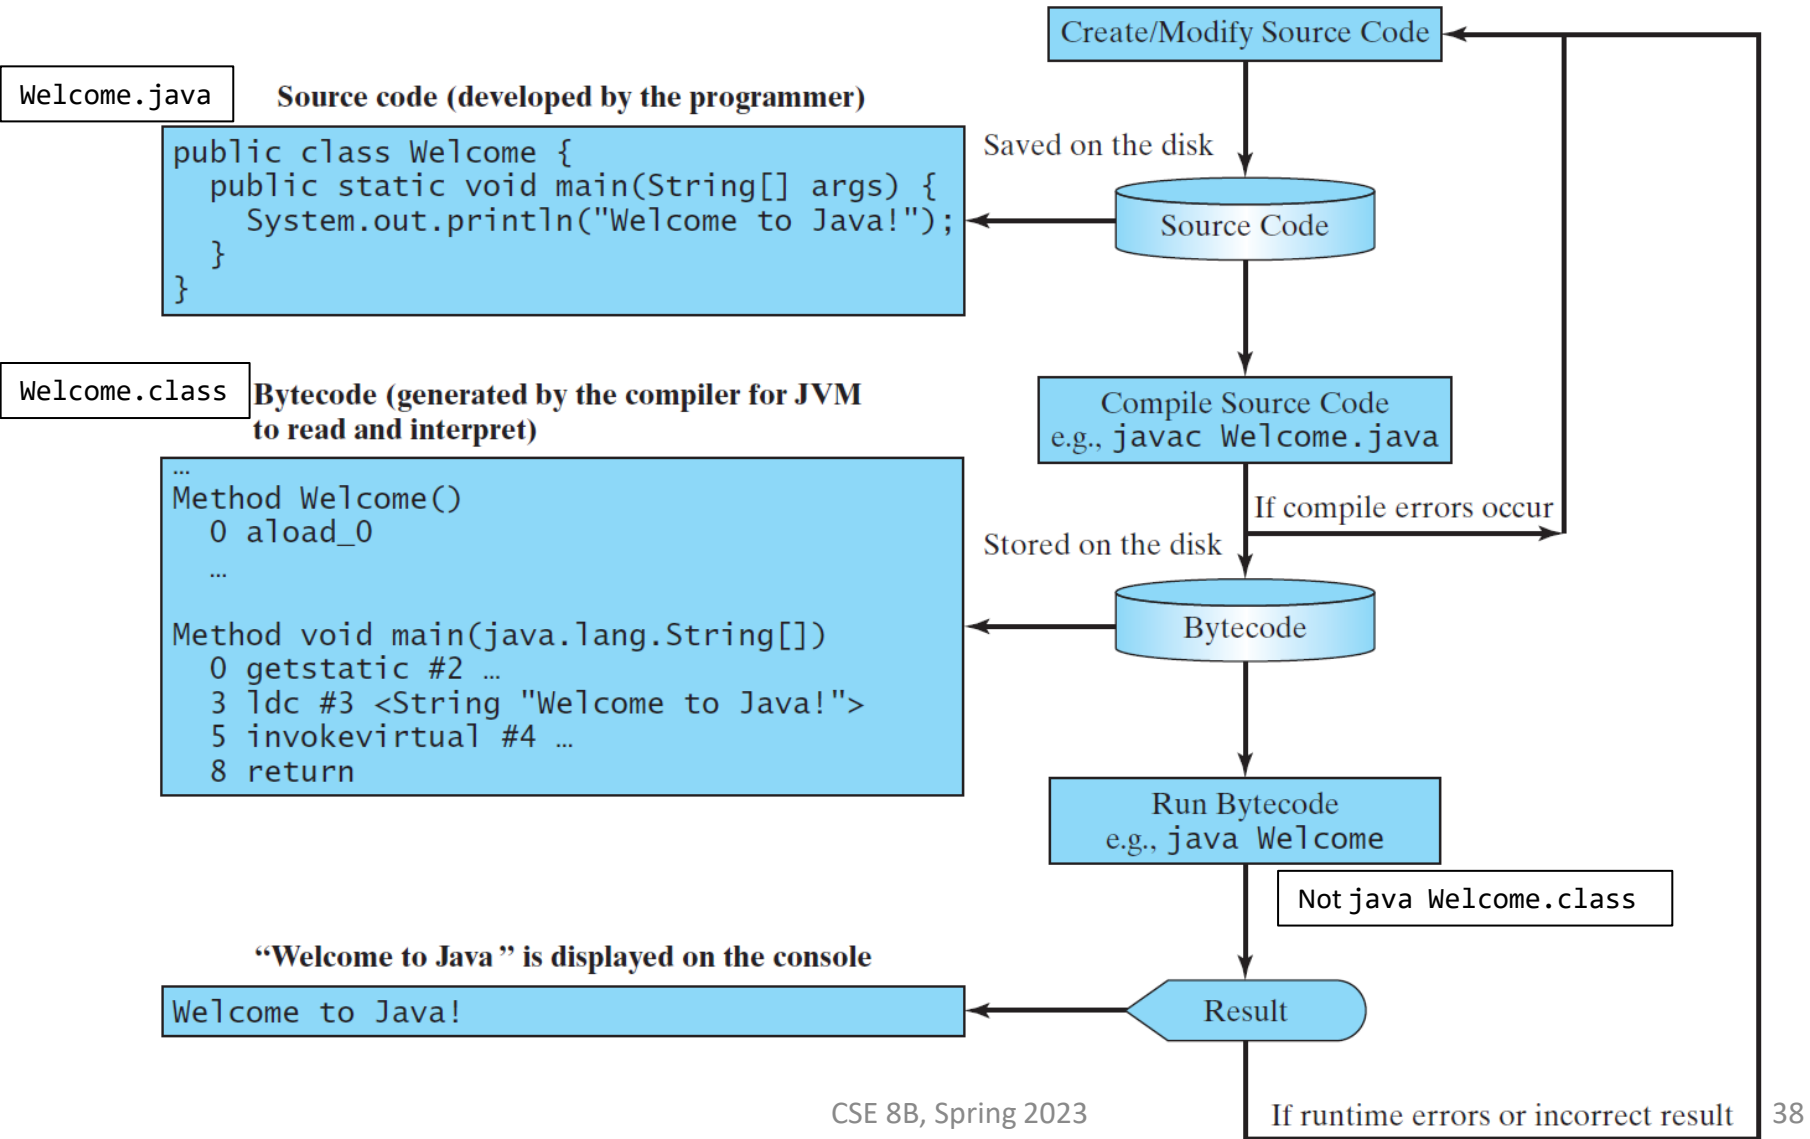 Create/Modify Source Code
Welcome.java
Source code (developed by the programmer)
public class Welcome {
  public static void main(String[] args) {
    System.out.println("Welcome to Java!");
  }
}
Saved on the disk
Source Code
Welcome.class
Bytecode (generated by the compiler for JVM
to read and interpret)
…
Method Welcome()
  0 aload_0
  …
Method void main(java.lang.String[])
  0 getstatic #2 …
  3 ldc #3 <String "Welcome to Java!">
  5 invokevirtual #4 …
  8 return
Compile Source Code
e.g., javac Welcome.java
If compile errors occur
Stored on the disk
Bytecode
Run Bytecode
e.g., java Welcome
Not java Welcome.class
“Welcome to Java” is displayed on the console
Welcome to Java!
Result
If runtime errors or incorrect result
CSE 8B, Spring 2023
38